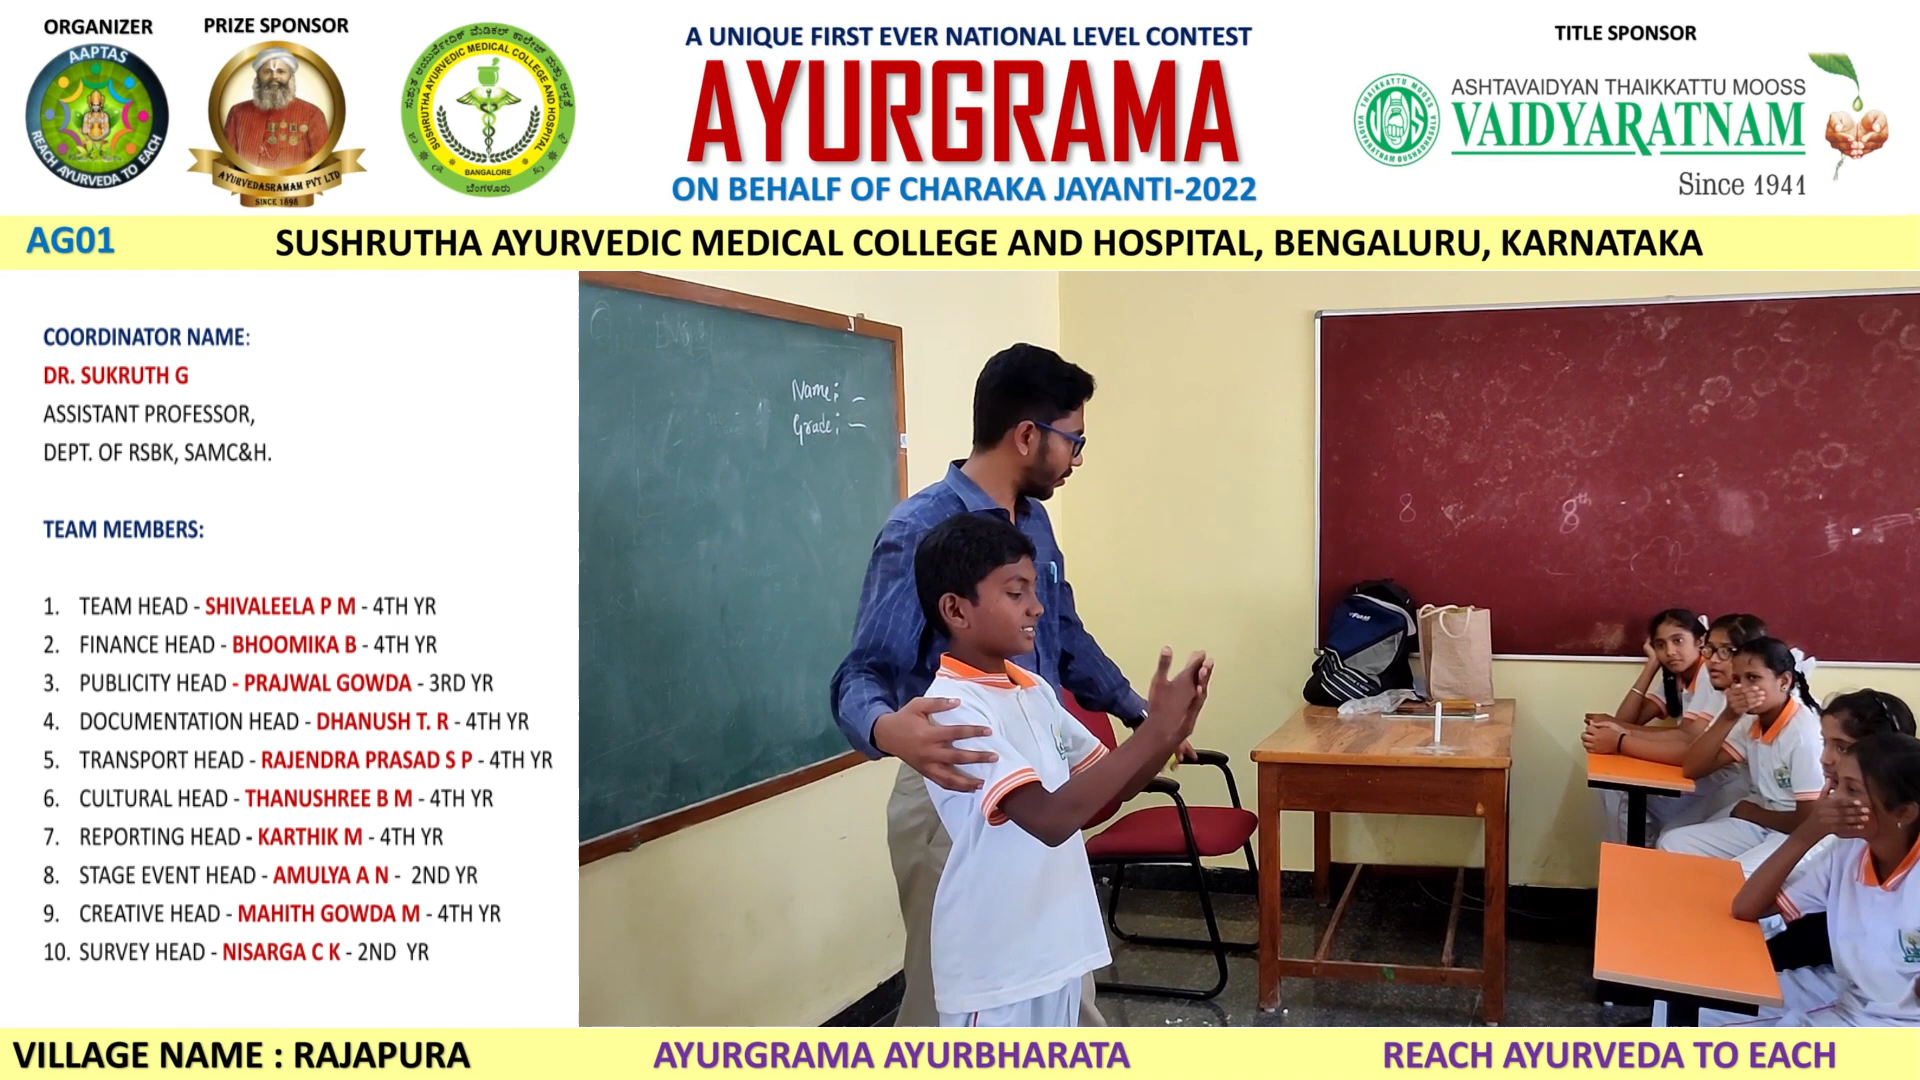 ORGANIZER
AAPTAS
REACH AYURVEDA TO EACH
PRIZE SPONSOR
AYURVEDASRAMAM PVT LTD
SINCE 1898
SUSHRUTHA AYURVEDIC MEDICAL COLLEGE AND HOSPITAL
BANGALORE
ಬೆಂಗಳೂರು
A UNIQUE FIRST EVER NATIONAL LEVEL CONTEST
AYURGRAMA
ON BEHALF OF CHARAKA JAYANTI-2022
TITLE SPONSOR
ASHTAVAIDYAN THAIKKATTU MOOSS
VAIDYARATNAM
Since 1941
AG01
SUSHRUTHA AYURVEDIC MEDICAL COLLEGE AND HOSPITAL, BENGALURU, KARNATAKA
COORDINATOR NAME:
DR. SUKRUTH G
ASSISTANT PROFESSOR,
DEPT. OF RSBK, SAMC&H.
TEAM MEMBERS:
1. TEAM HEAD - SHIVALEELA P M - 4TH YR
2. FINANCE HEAD - BHOOMIKA B - 4TH YR
3. PUBLICITY HEAD - PRAJWAL GOWDA - 3RD YR
4. DOCUMENTATION HEAD - DHANUSH T. R - 4TH YR
5. TRANSPORT HEAD - RAJENDRA PRASAD S P - 4TH YR
6. CULTURAL HEAD - THANUSHREE B M - 4TH YR
7. REPORTING HEAD - KARTHIK M - 4TH YR
8. STAGE EVENT HEAD - AMULYA A N - 2ND YR
9. CREATIVE HEAD - MAHITH GOWDA M - 4TH YR
10. SURVEY HEAD - NISARGA C K - 2ND YR
Name: –
Grade: –
8
8th
VILLAGE NAME : RAJAPURA
AYURGRAMA AYURBHARATA
REACH AYURVEDA TO EACH